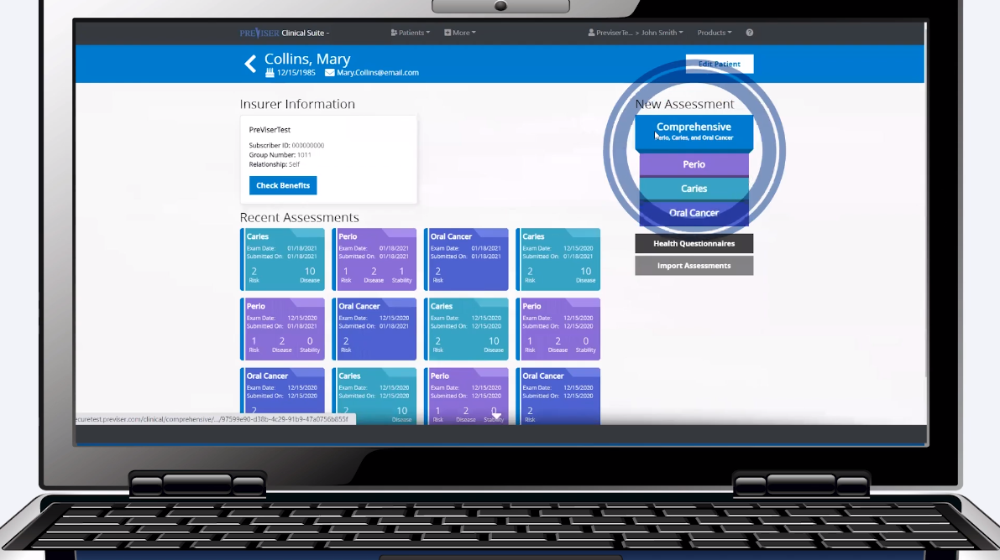 PREVISER Clinical Suite -
Patients
More
PreviserTe... > John Smith
Products
Collins, Mary
12/15/1985 Mary.Collins@email.com
Edit Patient
Insurer Information
PreViserTest
Subscriber ID: 000000000
Group Number: 1011
Relationship: Self
Check Benefits
New Assessment
Comprehensive
Perio, Caries, and Oral Cancer
Perio
Caries
Oral Cancer
Health Questionnaires
Import Assessments
Recent Assessments
Caries
Exam Date: 01/18/2021
Submitted On: 01/18/2021
2 10
Risk Disease
Perio
Exam Date: 01/18/2021
Submitted On: 01/18/2021
1 2 1
Risk Disease Stability
Oral Cancer
Exam Date: 01/18/2021
Submitted On: 01/18/2021
2
Risk
Caries
Exam Date: 12/15/2020
Submitted On: 01/18/2021
2 10
Risk Disease
Perio
Exam Date: 12/15/2020
Submitted On: 01/18/2021
1 2 0
Risk Disease Stability
Oral Cancer
Exam Date: 12/15/2020
Submitted On: 01/18/2021
2
Risk
Caries
Exam Date: 12/15/2020
Submitted On: 12/15/2020
2 10
Risk Disease
Perio
Exam Date: 12/15/2020
Submitted On: 12/15/2020
1 2 0
Risk Disease Stability
Oral Cancer
Exam Date: 12/15/2020
Submitted On: 12/15/2020
2
Caries
Exam Date: 12/15/2020
Submitted On: 12/15/2020
2 10
Disease
Perio
Exam Date: 12/15/2020
Submitted On: 12/15/2020
1 2 0
Risk Disease Stability
Oral Cancer
Exam Date: 12/15/2020
Submitted On: 12/15/2020
2
Risk
ecuretest.previser.com/clinical/comprehensive/.../97599e90-d38b-4c29-91b9-47a0756b855f